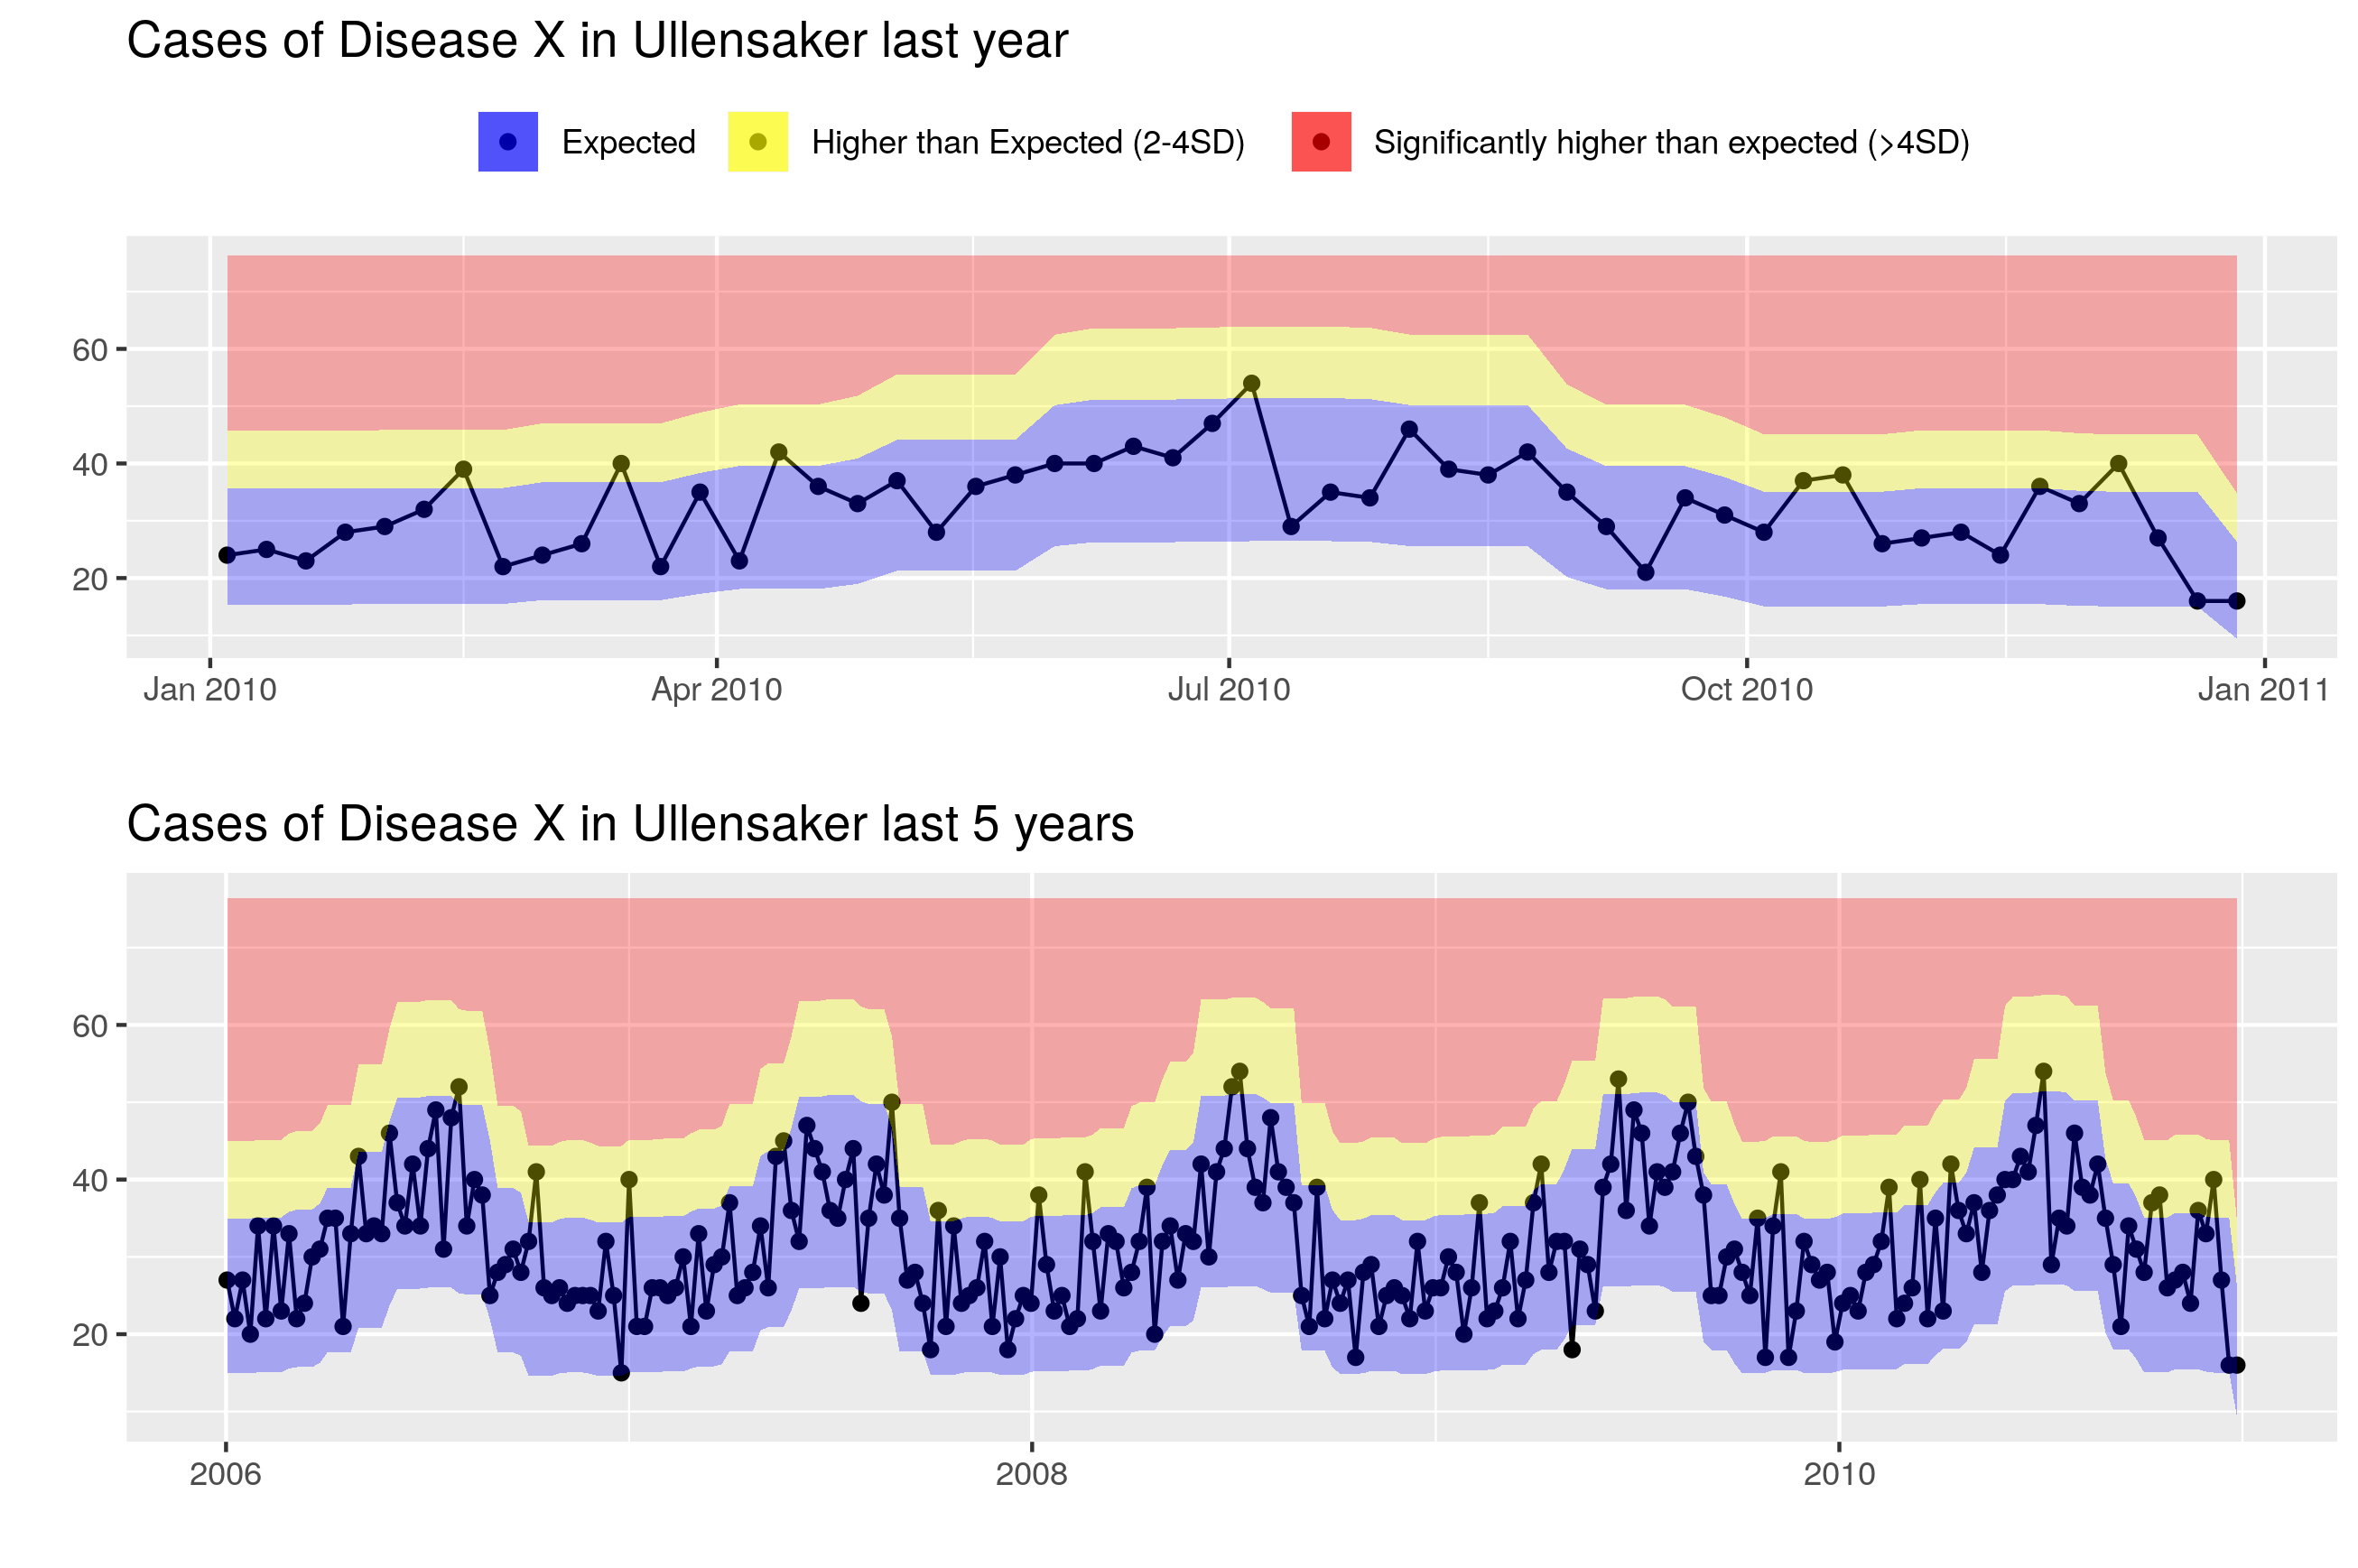 Cases of Disease X in Ullensaker last year
Expected Higher than Expected (2-4SD) Significantly higher than expected (>4SD)
60
40
20
Jan 2010 Apr 2010 Jul 2010 Oct 2010 Jan 2011
Cases of Disease X in Ullensaker last 5 years
60
40
20
2006 2008 2010